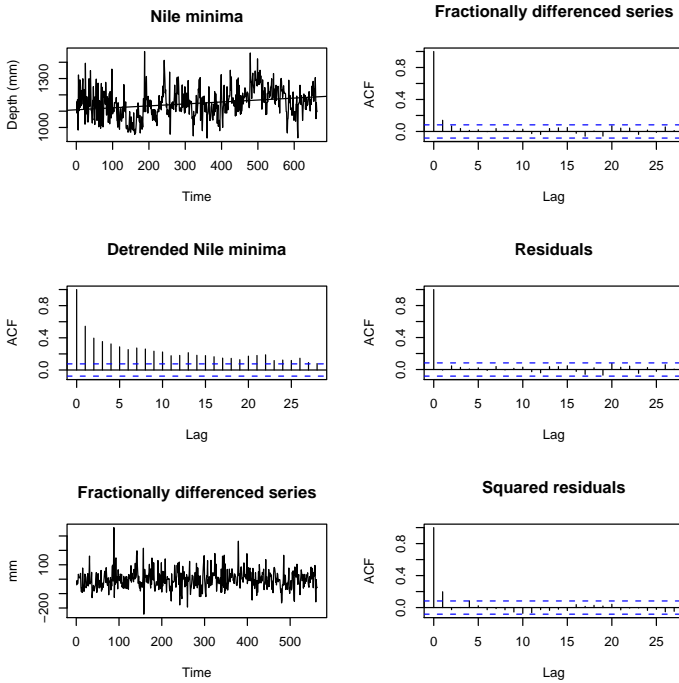 Nile minima
Depth (mm)
1000
1300
0 100 200 300 400 500 600
Time
Fractionally differenced series
ACF
0.0
0.4
0.8
0 5 10 15 20 25
Lag
Detrended Nile minima
ACF
0.0
0.4
0.8
0 5 10 15 20 25
Lag
Residuals
ACF
0.0
0.4
0.8
0 5 10 15 20 25
Lag
Fractionally differenced series
mm
−200
100
0 100 200 300 400 500
Time
Squared residuals
ACF
0.0
0.4
0.8
0 5 10 15 20 25
Lag